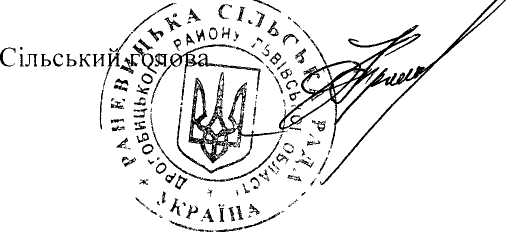 Сільський голова
РАНЕВИЦЬКА СІЛЬСЬКА РАДА
ДРОГОБИЦЬКОГО РАЙОНУ ЛЬВІВСЬКОЇ ОБЛАСТІ
УКРАЇНА